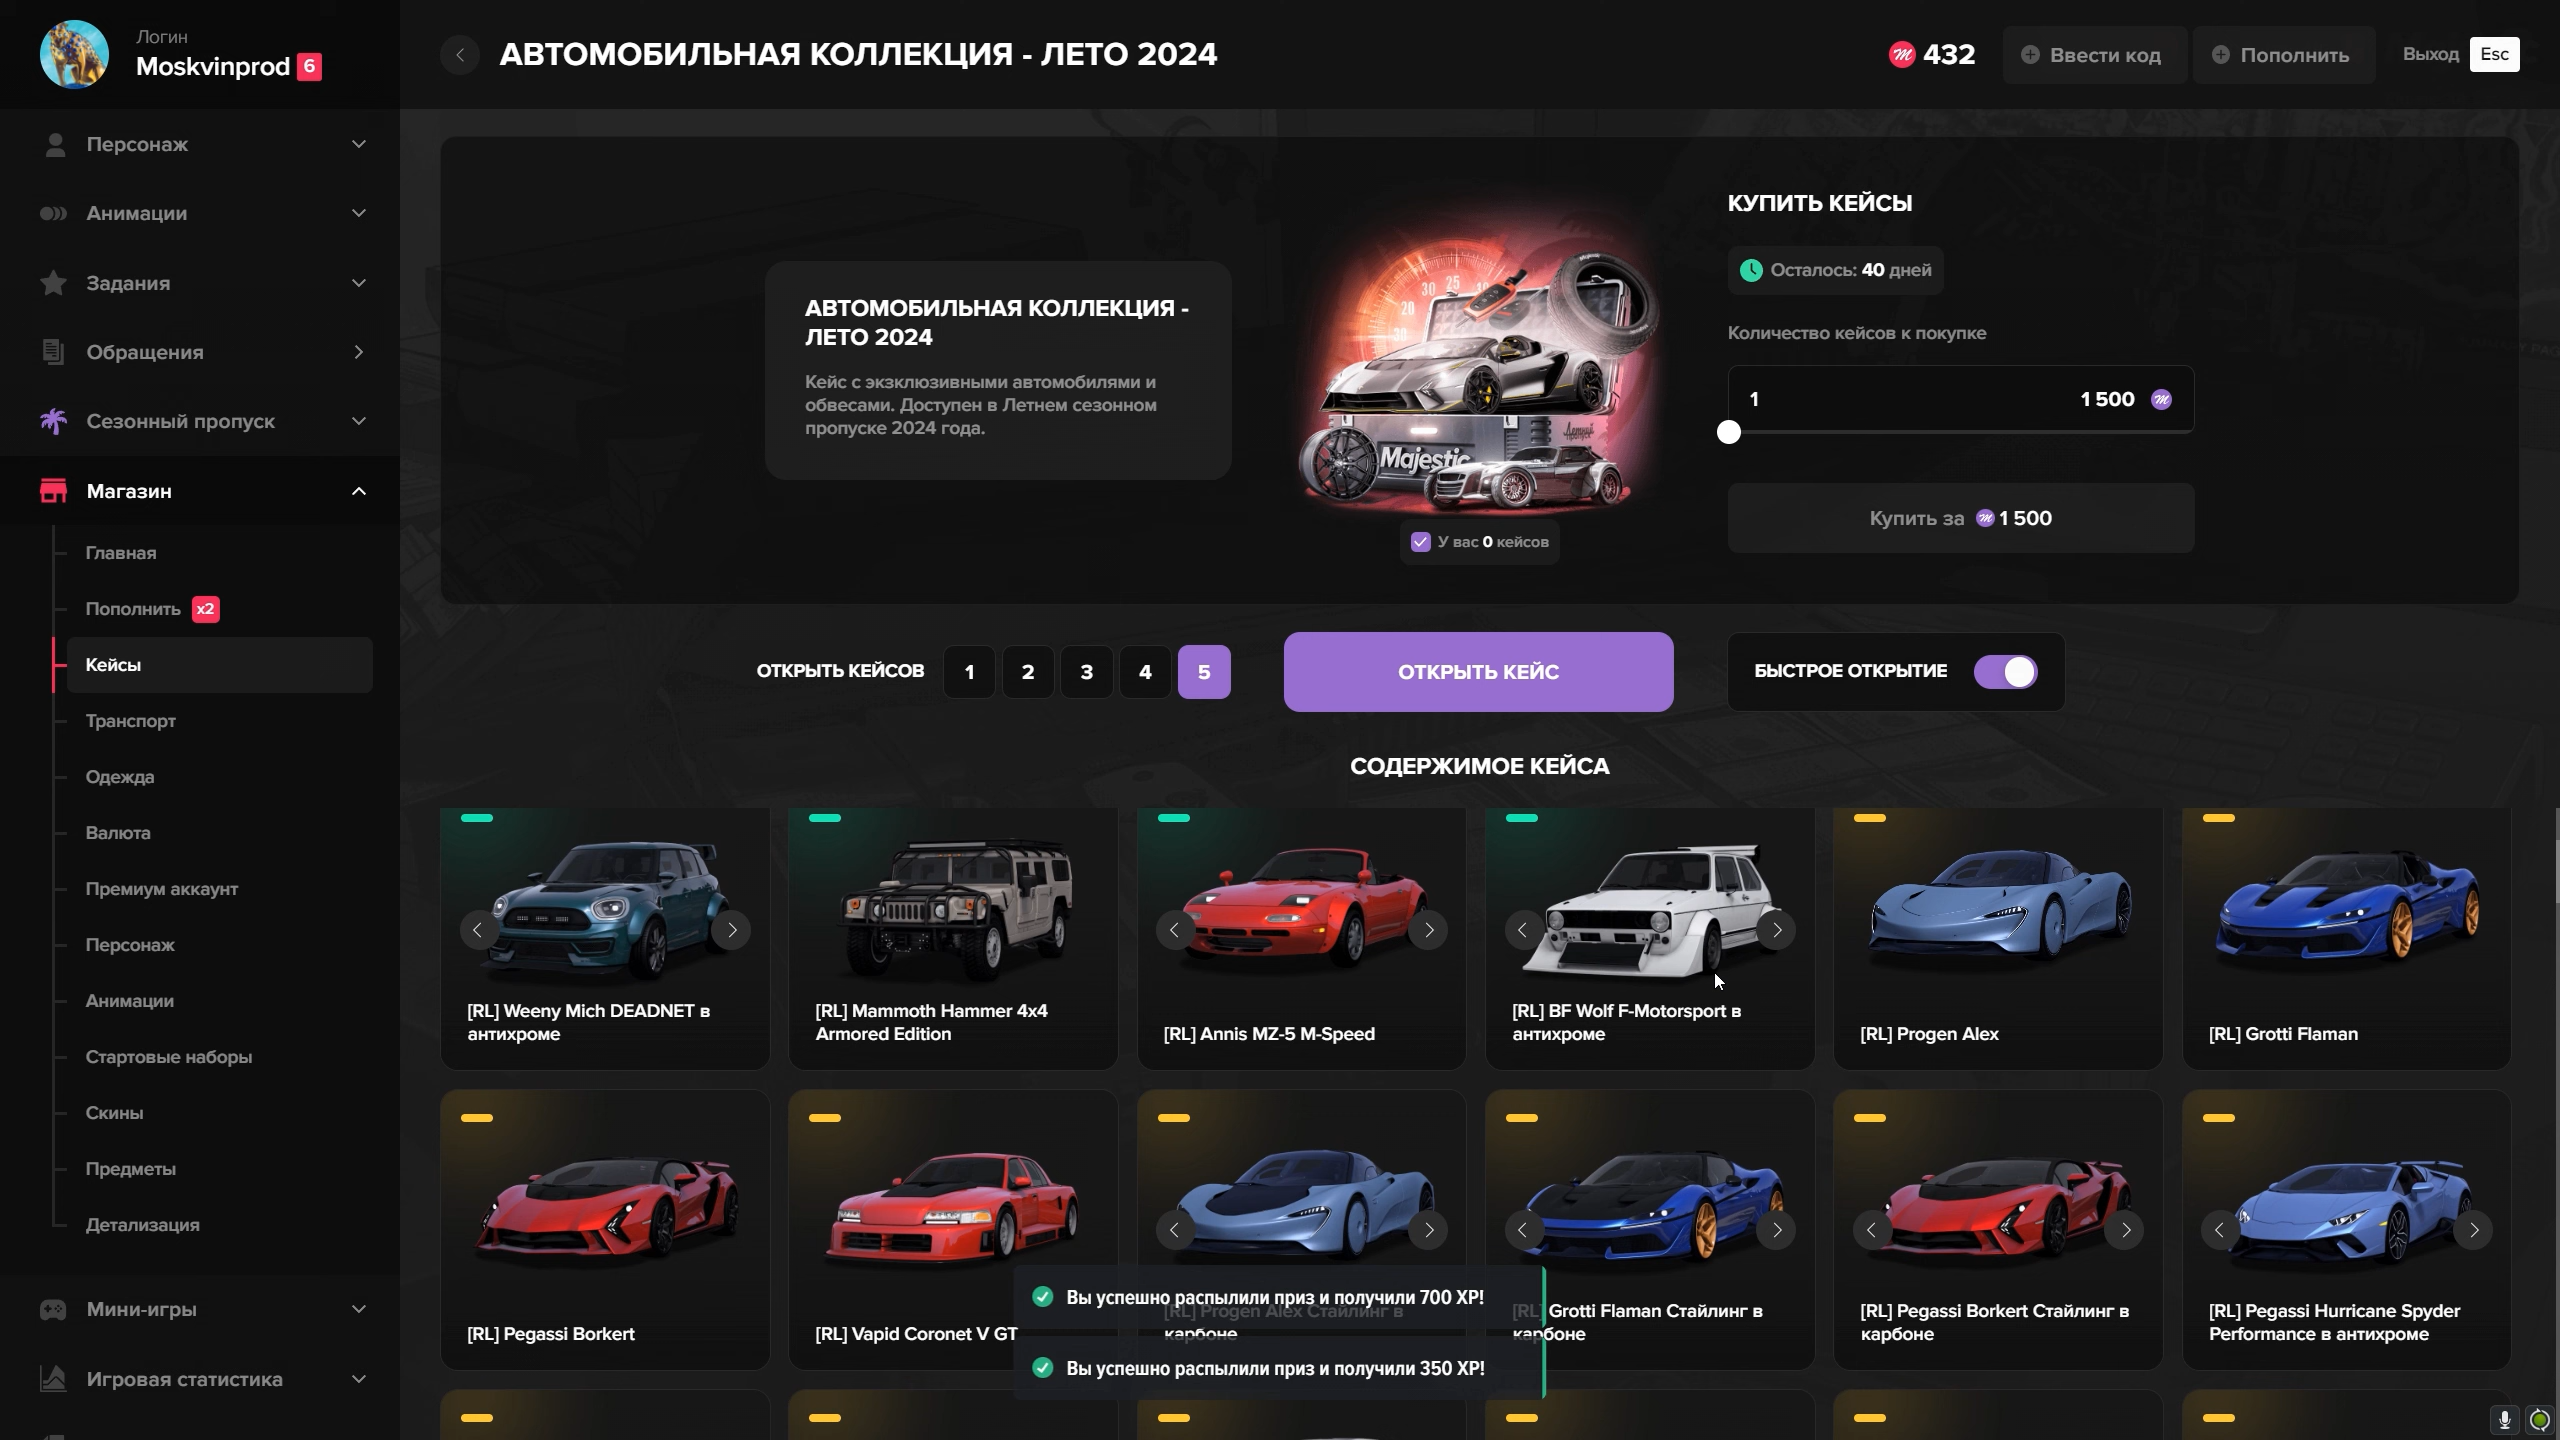 Логин
Moskvinprod 6
АВТОМОБИЛЬНАЯ КОЛЛЕКЦИЯ - ЛЕТО 2024
432
Ввести код
Пополнить
Выход
Esc
Персонаж
Анимации
Задания
Обращения
Сезонный пропуск
Магазин
Главная
Пополнить x2
Кейсы
Транспорт
Одежда
Валюта
Премиум аккаунт
Персонаж
Анимации
Стартовые наборы
Скины
Предметы
Детализация
Мини-игры
Игровая статистика
АВТОМОБИЛЬНАЯ КОЛЛЕКЦИЯ -
ЛЕТО 2024
Кейс с экзклюзивными автомобилями и
обвесами. Доступен в Летнем сезонном
пропуске 2024 года.
Majestic
У вас 0 кейсов
КУПИТЬ КЕЙСЫ
Осталось: 40 дней
Количество кейсов к покупке
1
1 500
Купить за 1 500
ОТКРЫТЬ КЕЙСОВ
1 2 3 4 5
ОТКРЫТЬ КЕЙС
БЫСТРОЕ ОТКРЫТИЕ
СОДЕРЖИМОЕ КЕЙСА
[RL] Weeny Mich DEADNET в
антихроме
[RL] Mammoth Hammer 4x4
Armored Edition
[RL] Annis MZ-5 M-Speed
[RL] BF Wolf F-Motorsport в
антихроме
[RL] Progen Alex
[RL] Grotti Flaman
[RL] Pegassi Borkert
[RL] Vapid Coronet V GT
[RL] Progen Alex Стайлинг в
карбоне
[RL] Grotti Flaman Стайлинг в
карбоне
[RL] Pegassi Borkert Стайлинг в
карбоне
[RL] Pegassi Hurricane Spyder
Performance в антихроме
Вы успешно распылили приз и получили 700 XP!
Вы успешно распылили приз и получили 350 XP!